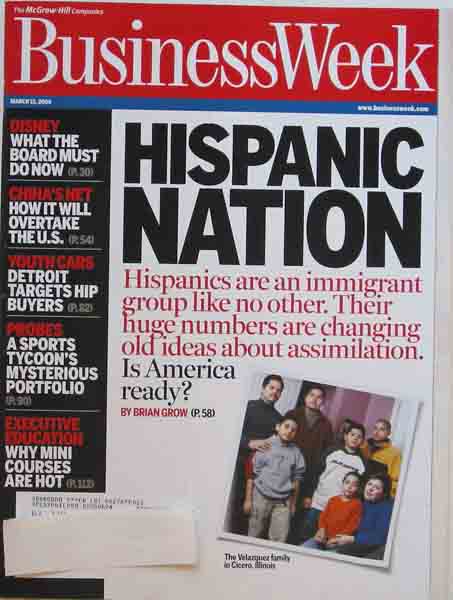 The McGraw-Hill Companies
BusinessWeek
www.businessweek.com
DISNEY
WHAT THE
BOARD MUST
DO NOW (P.30)
CHINA'S NET
HOW IT WILL
OVERTAKE
THE U.S. (P.54)
YOUTH CARS
DETROIT
TARGETS HIP
BUYERS (P.82)
PROBES
A SPORTS
TYCOON'S
MYSTERIOUS
PORTFOLIO
(P.90)
EXECUTIVE
EDUCATION
WHY MINI
COURSES
ARE HOT (P.112)
HISPANIC
NATION
Hispanics are an immigrant
group like no other. Their
huge numbers are changing
old ideas about assimilation.
Is America
ready?
BY BRIAN GROW (P.58)
The Velazquez family
in Cicero, Illinois